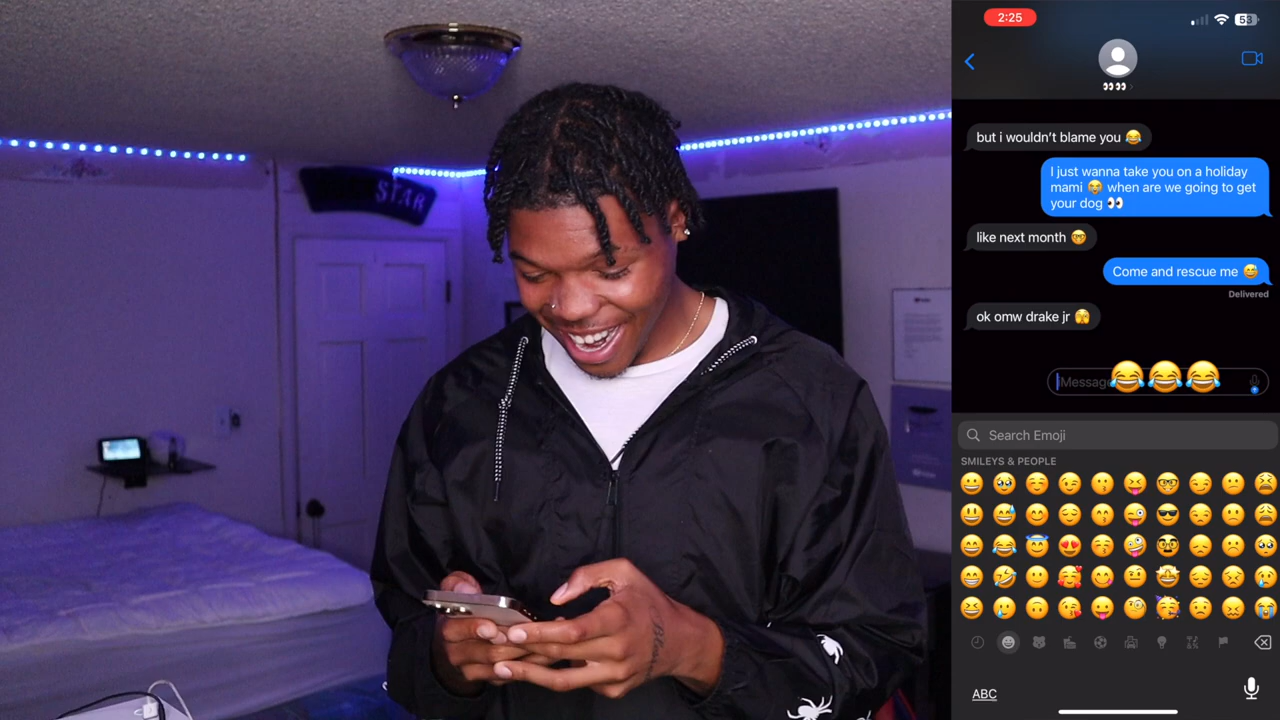 STAR
2:25
53
👀👀
but i wouldn't blame you 😂
I just wanna take you on a holiday
mami 😭 when are we going to get
your dog 👀
like next month 🤓
Come and rescue me 😅
Delivered
ok omw drake jr 🫣
iMessage 😂😂😂
Search Emoji
SMILEYS & PEOPLE
ABC